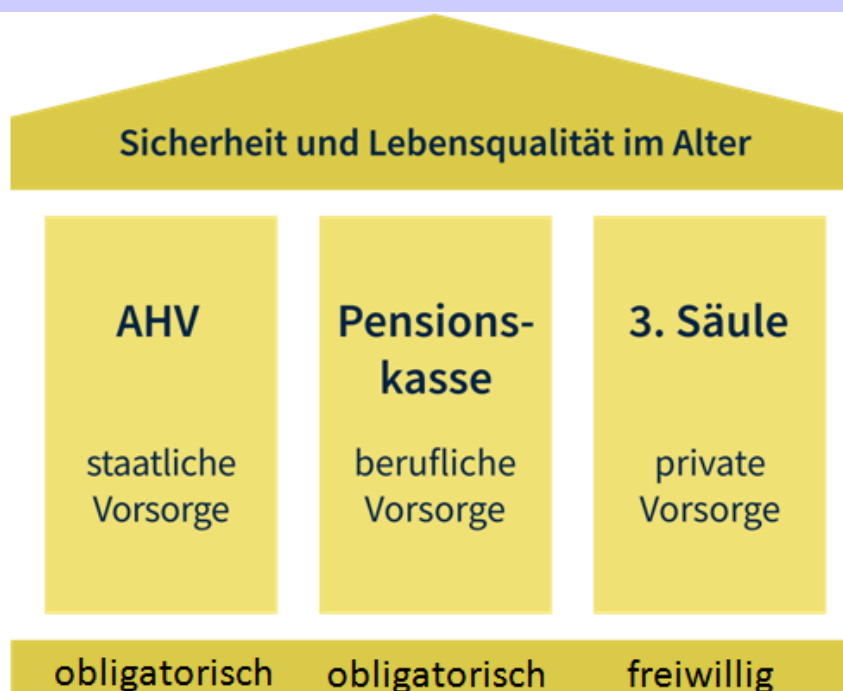 Sicherheit und Lebensqualität im Alter
AHV
staatliche
Vorsorge
Pensions-
kasse
berufliche
Vorsorge
3. Säule
private
Vorsorge
obligatorisch
obligatorisch
freiwillig